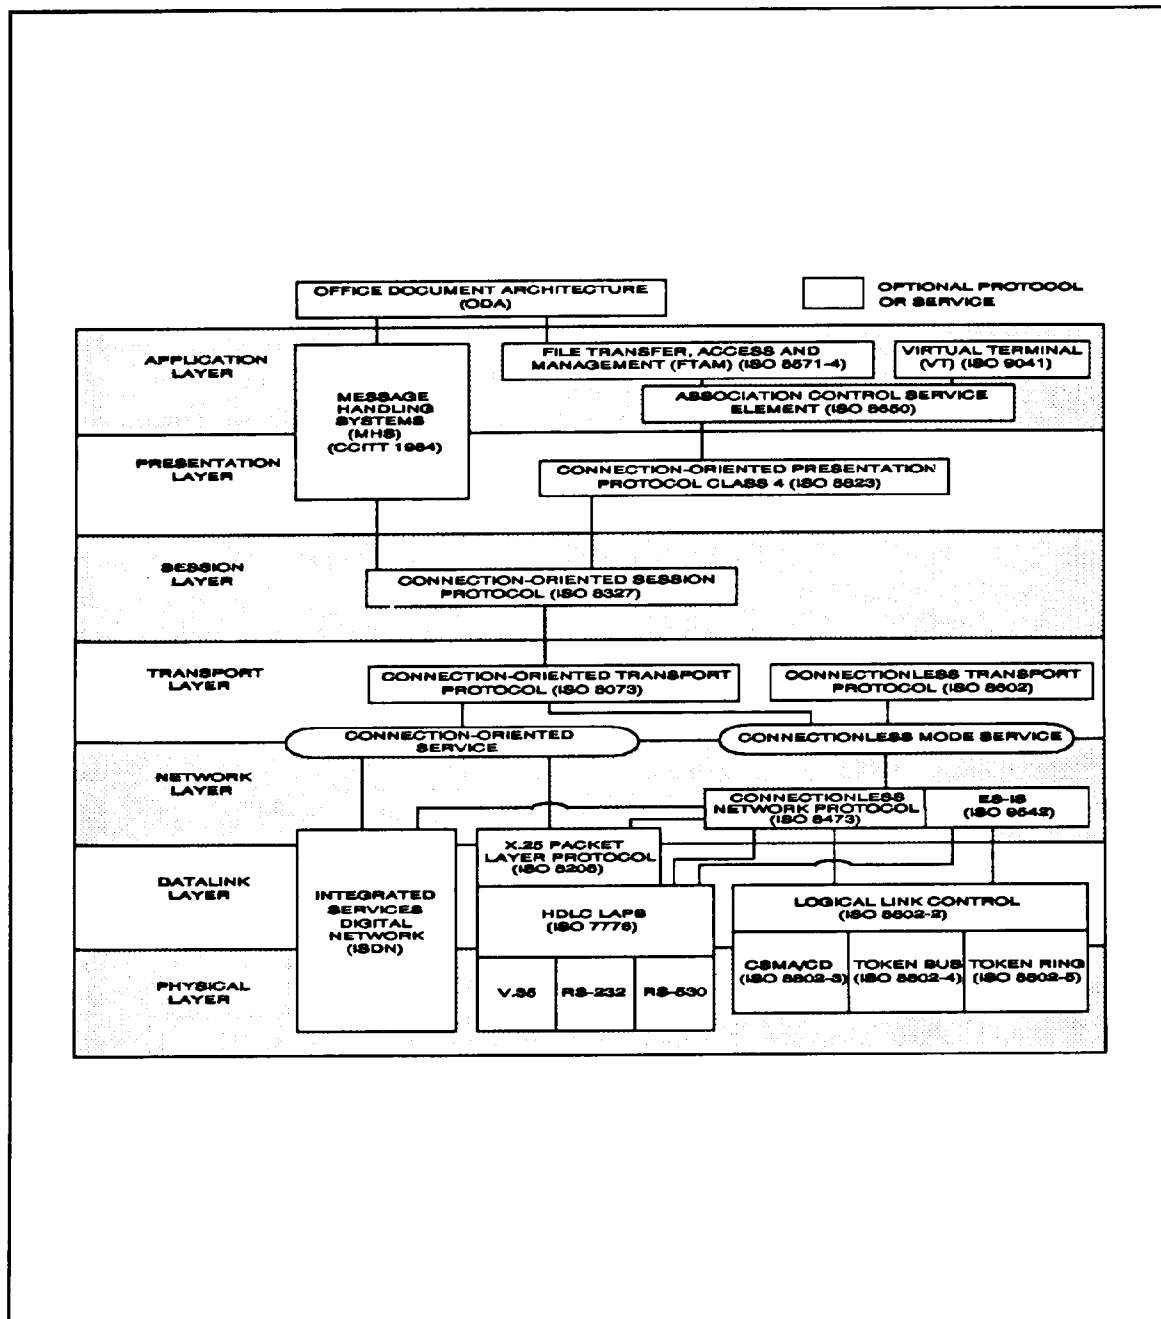 OFFICE DOCUMENT ARCHITECTURE
(ODA)
OPTIONAL PROTOCOL
OR SERVICE
APPLICATION
LAYER
MESSAGE
HANDLING
SYSTEMS
(MHS)
(CCITT 1984)
FILE TRANSFER, ACCESS AND
MANAGEMENT (FTAM) (ISO 8571-4)
VIRTUAL TERMINAL
(VT) (ISO 9041)
ASSOCIATION CONTROL SERVICE
ELEMENT (ISO 8650)
PRESENTATION
LAYER
CONNECTION-ORIENTED PRESENTATION
PROTOCOL CLASS 4 (ISO 8823)
SESSION
LAYER
CONNECTION-ORIENTED SESSION
PROTOCOL (ISO 8327)
TRANSPORT
LAYER
CONNECTION-ORIENTED TRANSPORT
PROTOCOL (ISO 8073)
CONNECTIONLESS TRANSPORT
PROTOCOL (ISO 8602)
CONNECTION-ORIENTED
SERVICE
CONNECTIONLESS MODE SERVICE
NETWORK
LAYER
CONNECTIONLESS
NETWORK PROTOCOL
(ISO 8473)
ES-IS
(ISO 9542)
X.25 PACKET
LAYER PROTOCOL
(ISO 8208)
DATALINK
LAYER
INTEGRATED
SERVICES
DIGITAL
NETWORK
(ISDN)
HDLC LAPB
(ISO 7776)
LOGICAL LINK CONTROL
(ISO 8802-2)
PHYSICAL
LAYER
V.35
RS-232
RS-530
CSMA/CD
(ISO 8802-3)
TOKEN BUS
(ISO 8802-4)
TOKEN RING
(ISO 8802-5)